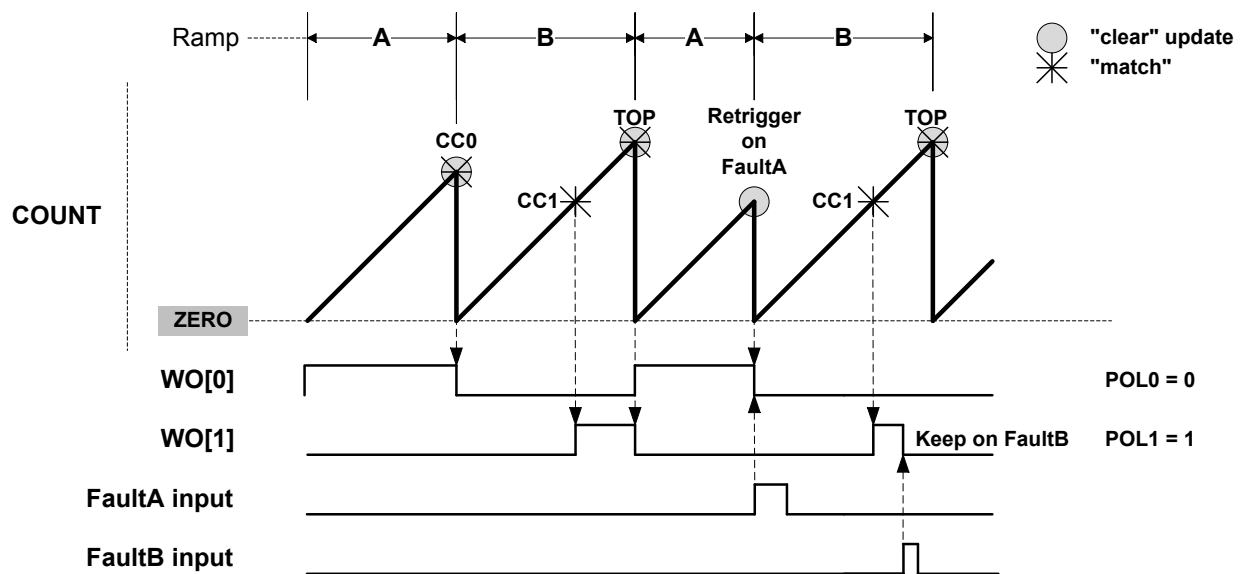 Ramp
A
B
A
B
"clear" update
"match"
TOP
Retrigger
on
FaultA
TOP
CC0
CC1
CC1
COUNT
ZERO
WO[0]
POL0 = 0
WO[1]
Keep on FaultB
POL1 = 1
FaultA input
FaultB input